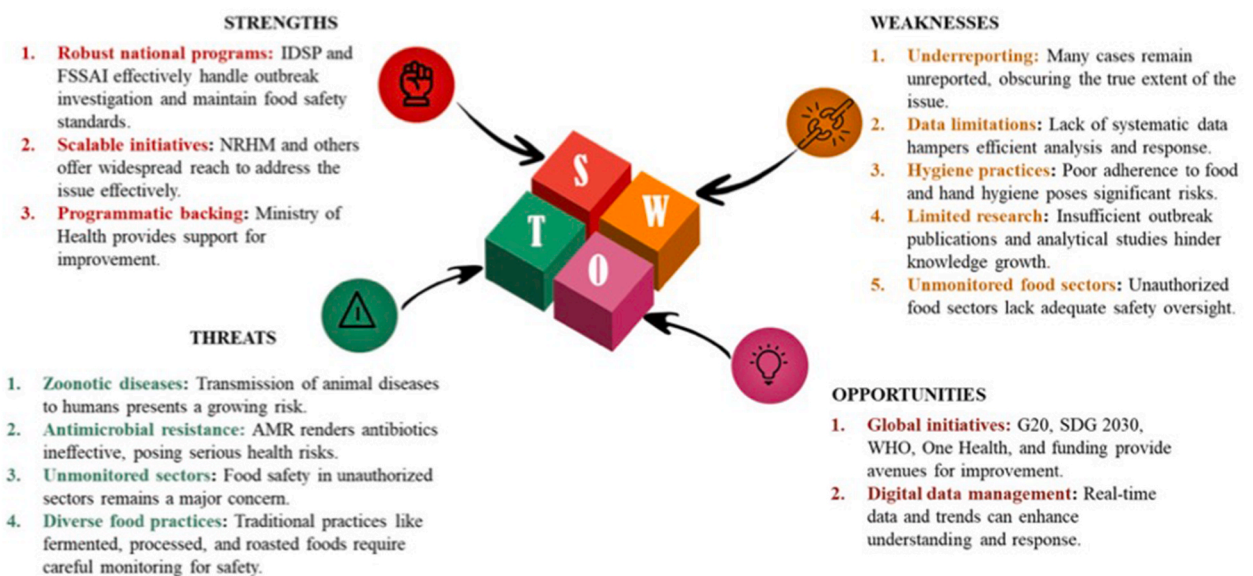 STRENGTHS
1. Robust national programs: IDSP and
FSSAI effectively handle outbreak
investigation and maintain food safety
standards.
2. Scalable initiatives: NRHM and others
offer widespread reach to address the
issue effectively.
3. Programmatic backing: Ministry of
Health provides support for
improvement.
WEAKNESSES
1. Underreporting: Many cases remain
unreported, obscuring the true extent of the
issue.
2. Data limitations: Lack of systematic data
hampers efficient analysis and response.
3. Hygiene practices: Poor adherence to food
and hand hygiene poses significant risks.
4. Limited research: Insufficient outbreak
publications and analytical studies hinder
knowledge growth.
5. Unmonitored food sectors: Unauthorized
food sectors lack adequate safety oversight.
S
W
T
O
THREATS
1. Zoonotic diseases: Transmission of animal diseases
to humans presents a growing risk.
2. Antimicrobial resistance: AMR renders antibiotics
ineffective, posing serious health risks.
3. Unmonitored sectors: Food safety in unauthorized
sectors remains a major concern.
4. Diverse food practices: Traditional practices like
fermented, processed, and roasted foods require
careful monitoring for safety.
OPPORTUNITIES
1. Global initiatives: G20, SDG 2030,
WHO, One Health, and funding provide
avenues for improvement.
2. Digital data management: Real-time
data and trends can enhance
understanding and response.